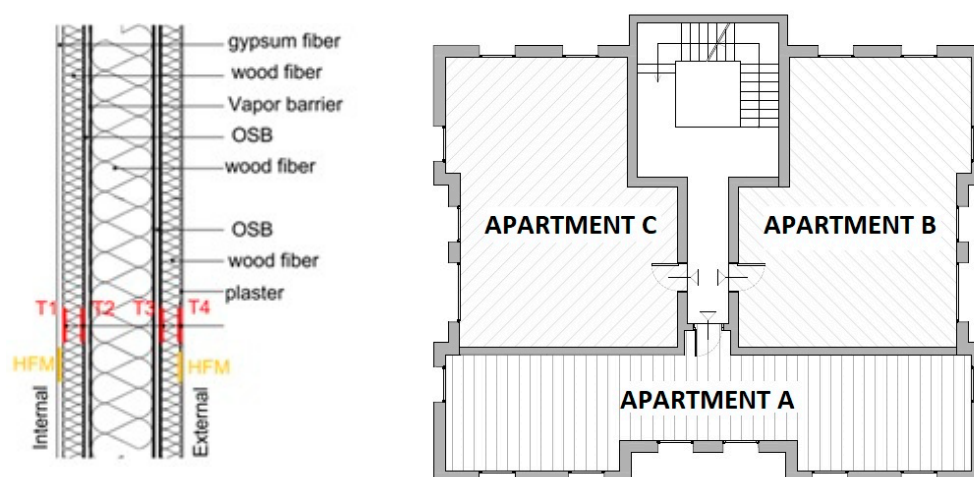 gypsum fiber
wood fiber
Vapor barrier
OSB
wood fiber
OSB
wood fiber
plaster
T1 T2 T3 T4
HFM HFM
Internal
External
APARTMENT C
APARTMENT B
APARTMENT A